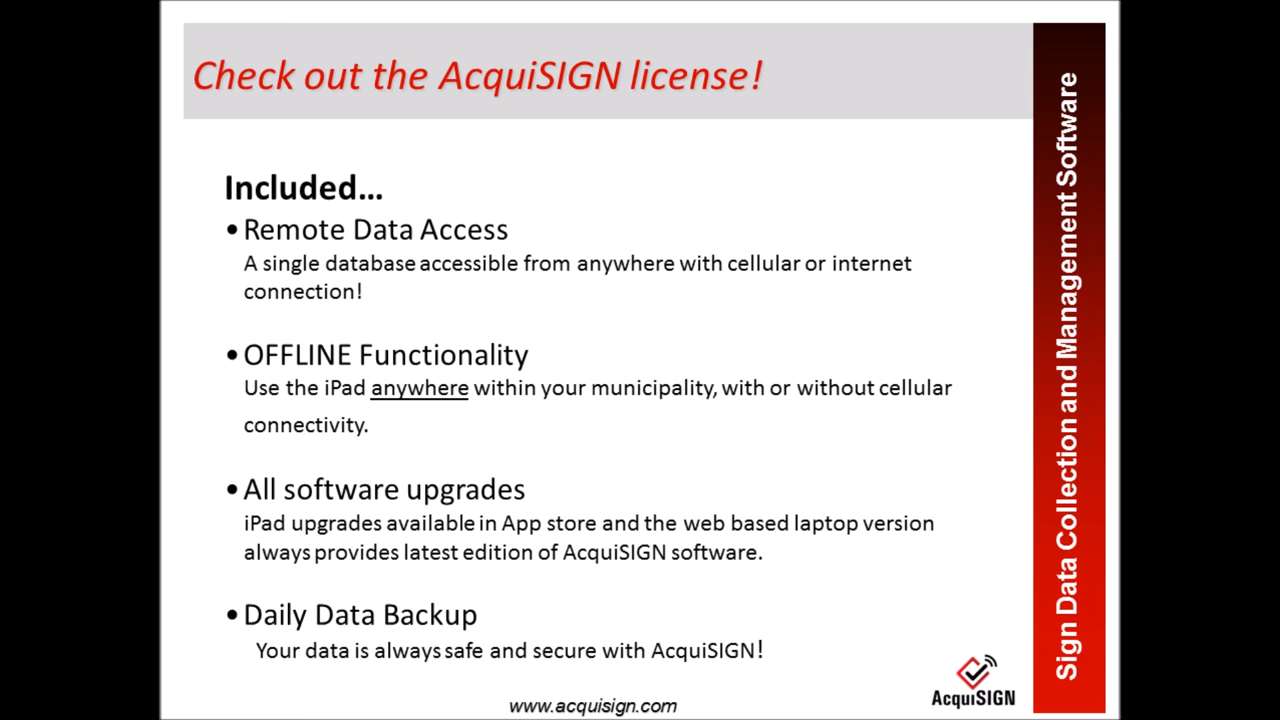 Check out the AcquiSIGN license!
Included...
•Remote Data Access
A single database accessible from anywhere with cellular or internet
connection!
•OFFLINE Functionality
Use the iPad anywhere within your municipality, with or without cellular
connectivity.
•All software upgrades
iPad upgrades available in App store and the web based laptop version
always provides latest edition of AcquiSIGN software.
•Daily Data Backup
Your data is always safe and secure with AcquiSIGN!
www.acquisign.com
AcquiSIGN
Sign Data Collection and Management Software